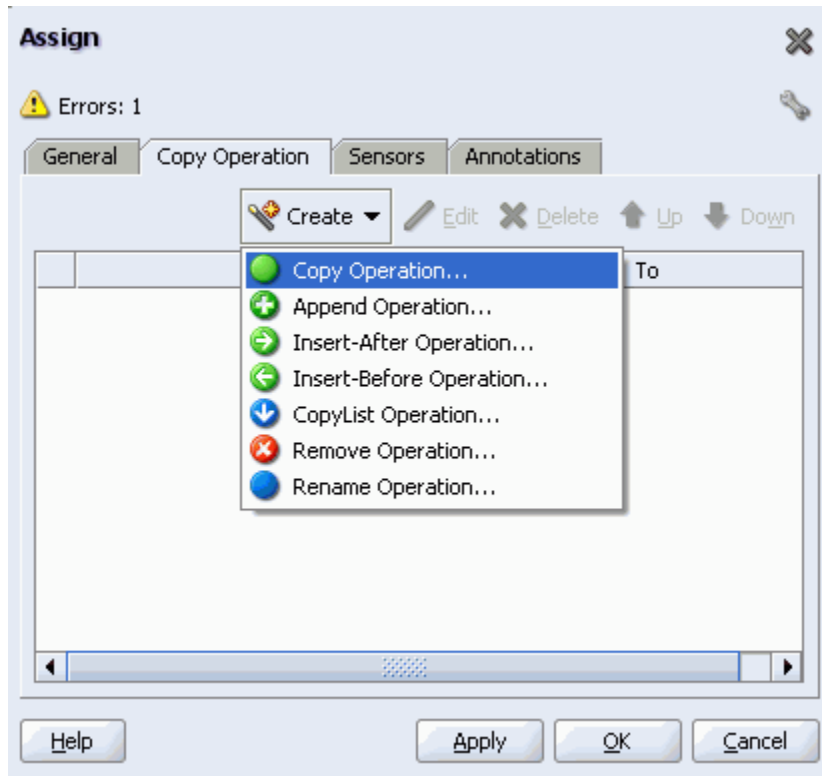 Assign
Errors: 1
General Copy Operation Sensors Annotations
Create Edit Delete Up Down
To
Copy Operation...
Append Operation...
Insert-After Operation...
Insert-Before Operation...
CopyList Operation...
Remove Operation...
Rename Operation...
Help Apply OK Cancel